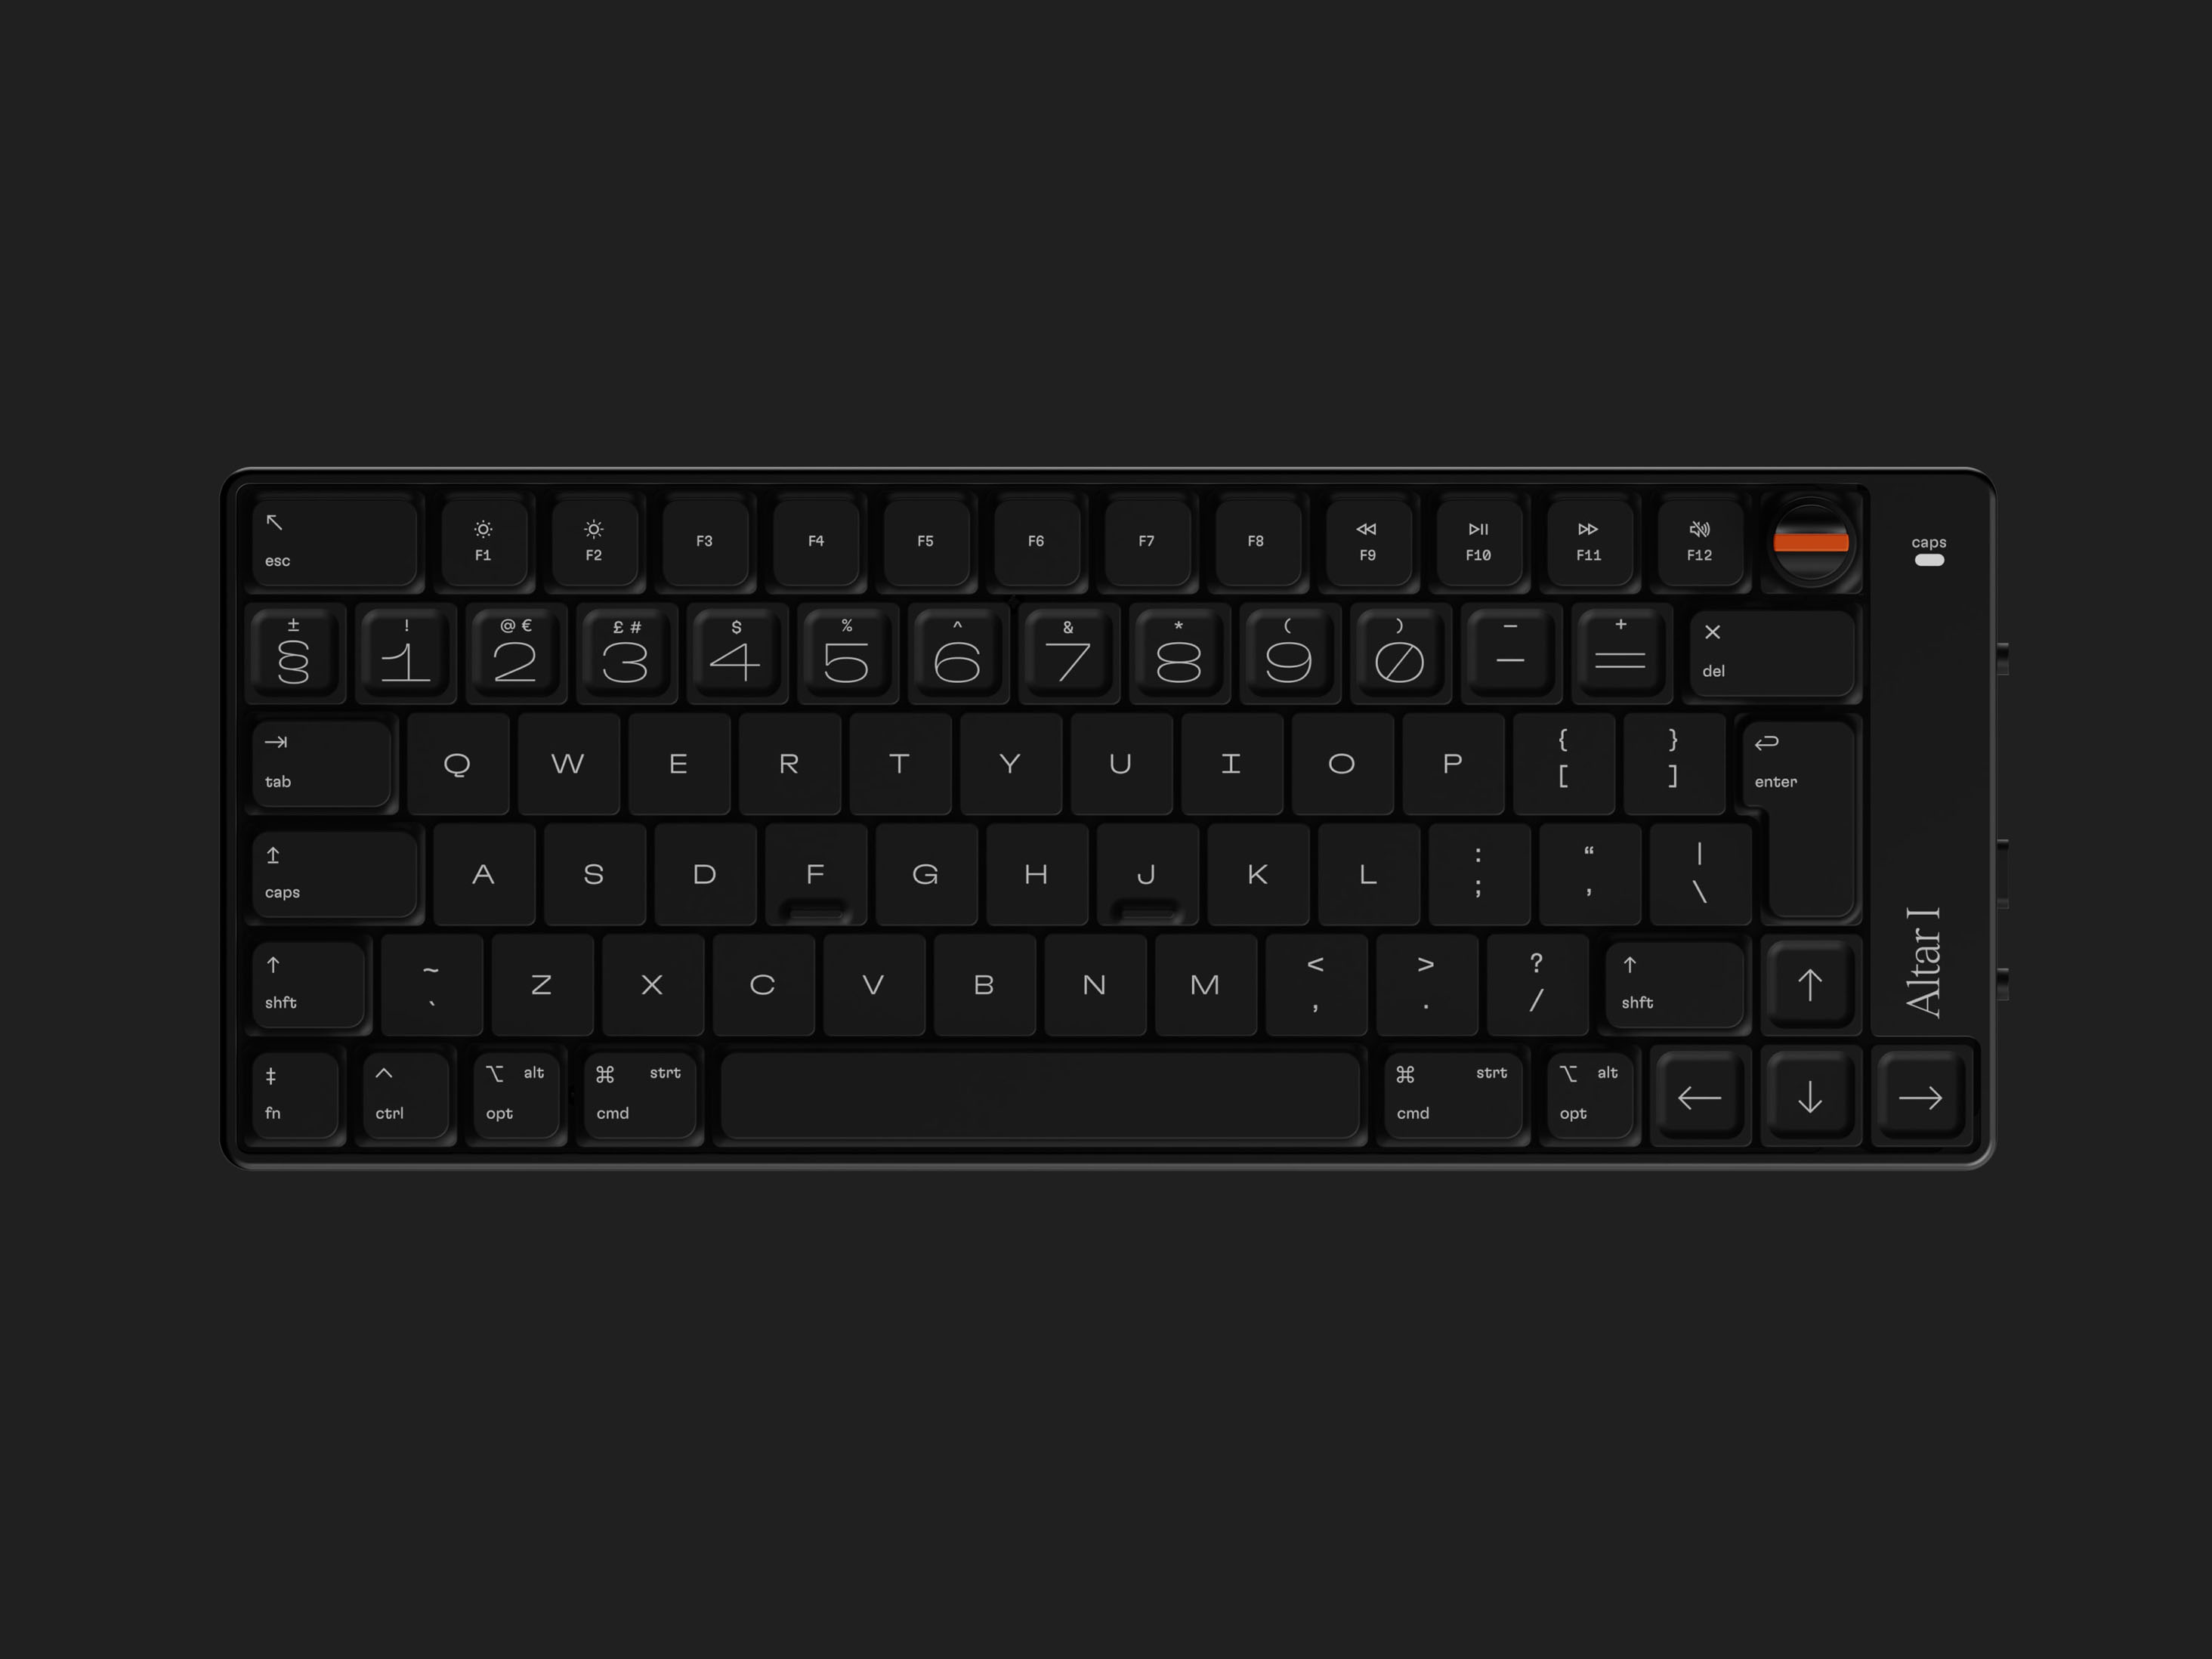 esc F1 F2 F3 F4 F5 F6 F7 F8 F9 F10 F11 F12 caps
± ! @ € £ # $ % ^ & * ( ) – +
§ 1 2 3 4 5 6 7 8 9 0 – = × del
tab Q W E R T Y U I O P { [ } ] enter
caps A S D F G H J K L : ; “ , | \
shft ~ ` Z X C V B N M < , > . ? / shft ↑
fn ^ ctrl ⌥ alt opt ⌘ strt cmd ⌘ strt cmd ⌥ alt opt ← ↓ →
Altar I